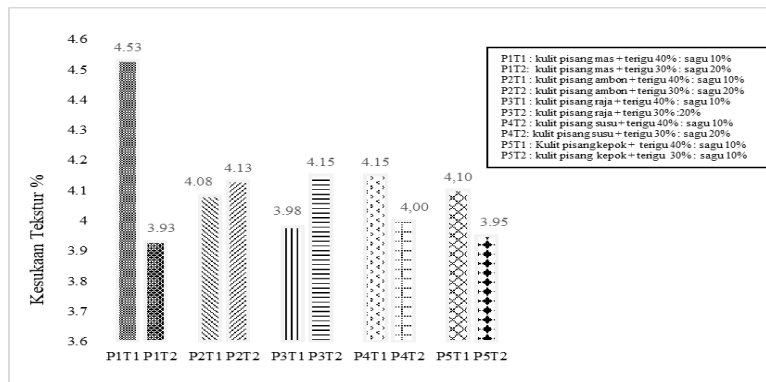 4.6
4.5
4.4
4.3
4.2
4.1
4
3.9
3.8
3.7
3.6
Kesukaan Tekstur %
4.53
3.93
4.08
4.13
3.98
4.15
4.15
4,00
4,10
3.95
P1T1 P1T2 P2T1 P2T2 P3T1 P3T2 P4T1 P4T2 P5T1 P5T2
P1T1 : kulit pisang mas + terigu 40% : sagu 10%
P1T2: kulit pisang mas + terigu 30% : sagu 20%
P2T1 : kulit pisang ambon + terigu 40% : sagu 10%
P2T2 : kulit pisang ambon + terigu 30% : sagu 20%
P3T1 : kulit pisang raja + terigu 40% : sagu 10%
P3T2 : kulit pisang raja + terigu 30% :20%
P4T1 : kulit pisang susu+ terigu 40% : sagu 10%
P4T2: kulit pisang susu + terigu 30% : sagu 20%
P5T1 : Kulit pisang kepok + terigu 40% : sagu 10%
P5T2 : kulit pisang kepok + terigu 30% : sagu 10%